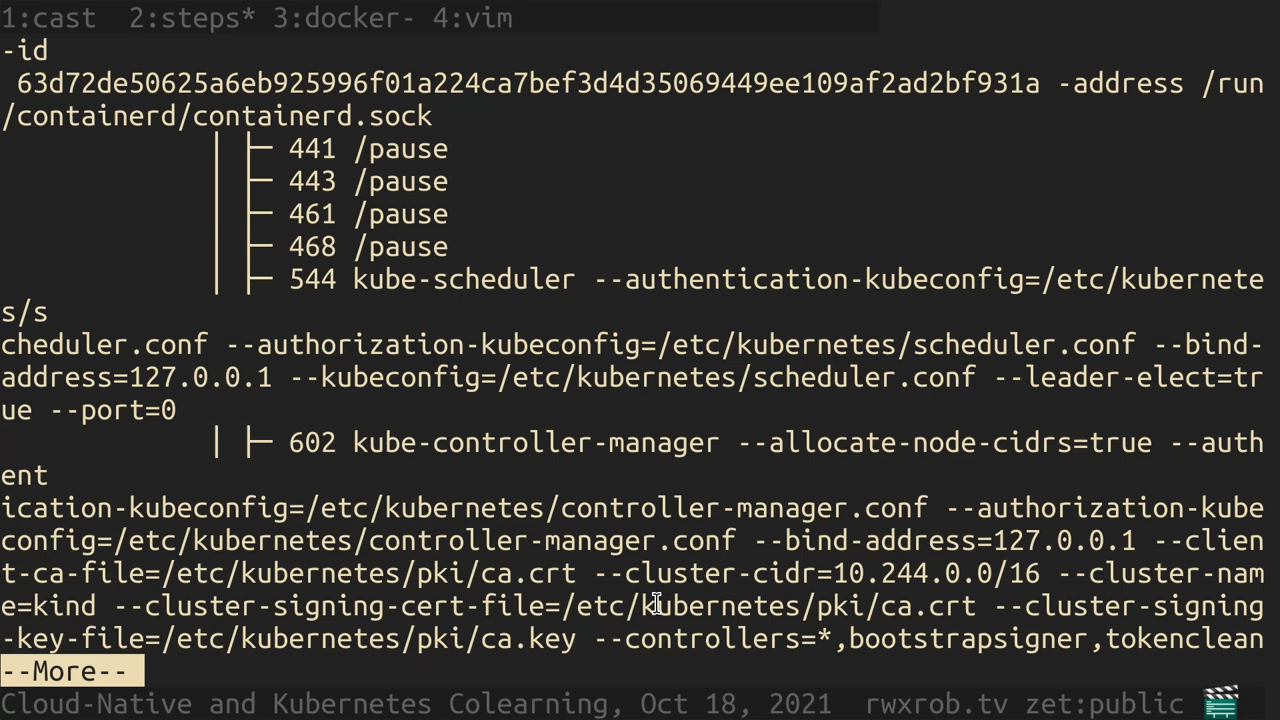 1:cast  2:steps* 3:docker- 4:vim
-id
 63d72de50625a6eb925996f01a224ca7bef3d4d35069449ee109af2ad2bf931a -address /run
/containerd/containerd.sock
│ ├─ 441 /pause
│ ├─ 443 /pause
│ ├─ 461 /pause
│ ├─ 468 /pause
│ ├─ 544 kube-scheduler --authentication-kubeconfig=/etc/kubernete
s/s
cheduler.conf --authorization-kubeconfig=/etc/kubernetes/scheduler.conf --bind-
address=127.0.0.1 --kubeconfig=/etc/kubernetes/scheduler.conf --leader-elect=tr
ue --port=0
│ ├─ 602 kube-controller-manager --allocate-node-cidrs=true --auth
ent
ication-kubeconfig=/etc/kubernetes/controller-manager.conf --authorization-kube
config=/etc/kubernetes/controller-manager.conf --bind-address=127.0.0.1 --clien
t-ca-file=/etc/kubernetes/pki/ca.crt --cluster-cidr=10.244.0.0/16 --cluster-nam
e=kind --cluster-signing-cert-file=/etc/kubernetes/pki/ca.crt --cluster-signing
-key-file=/etc/kubernetes/pki/ca.key --controllers=*,bootstrapsigner,tokenclean
--More--
Cloud-Native and Kubernetes Colearning, Oct 18, 2021  rwxrob.tv zet:public